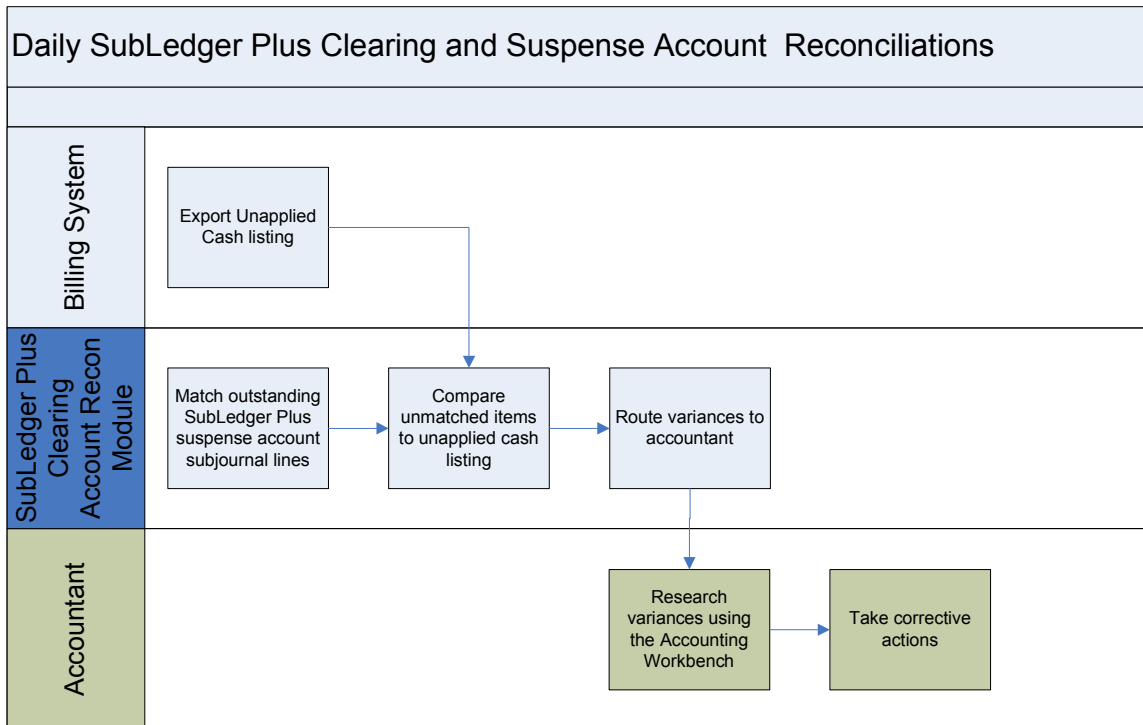 Daily SubLedger Plus Clearing and Suspense Account  Reconciliations
Billing System
Export Unapplied
Cash listing
SubLedger Plus
Clearing
Account Recon
Module
Match outstanding
SubLedger Plus
suspense account
subjournal lines
Compare
unmatched items
to unapplied cash
listing
Route variances to
accountant
Accountant
Research
variances using
the Accounting
Workbench
Take corrective
actions